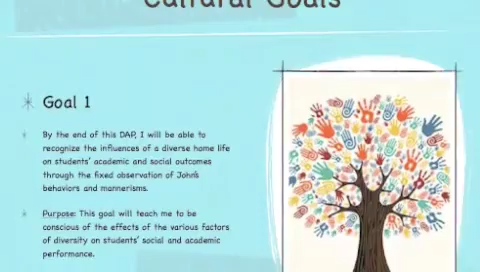 Cultural Goals
Goal 1
By the end of this DAP, I will be able to
recognize the influences of a diverse home life
on students' academic and social outcomes
through the fixed observation of John's
behaviors and mannerisms.
Purpose: This goal will teach me to be
conscious of the effects of the various factors
of diversity on students' social and academic
performance.